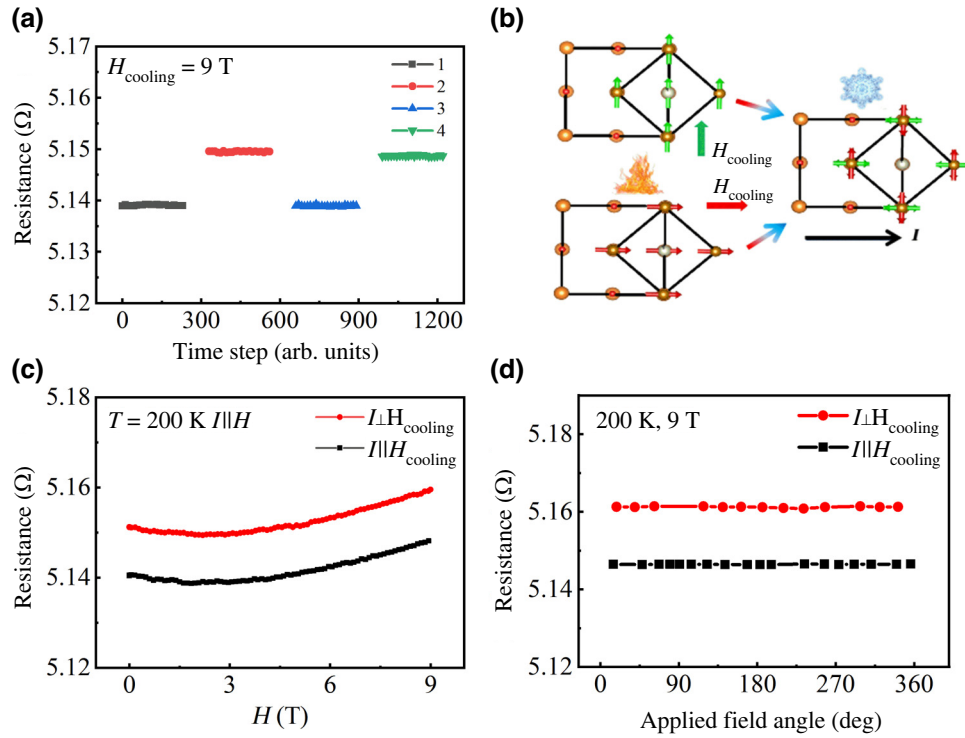 (a)
5.17
5.16
5.15
5.14
5.13
5.12
Resistance (Ω)
H_cooling = 9 T
1
2
3
4
0 300 600 900 1200
Time step (arb. units)
(b)
H_cooling
H_cooling
I
(c)
5.18
5.16
5.14
5.12
Resistance (Ω)
T = 200 K I||H
I⊥H_cooling
I||H_cooling
0 3 6 9
H (T)
(d)
5.18
5.16
5.14
5.12
Resistance (Ω)
200 K, 9 T
I⊥H_cooling
I||H_cooling
0 90 180 270 360
Applied field angle (deg)